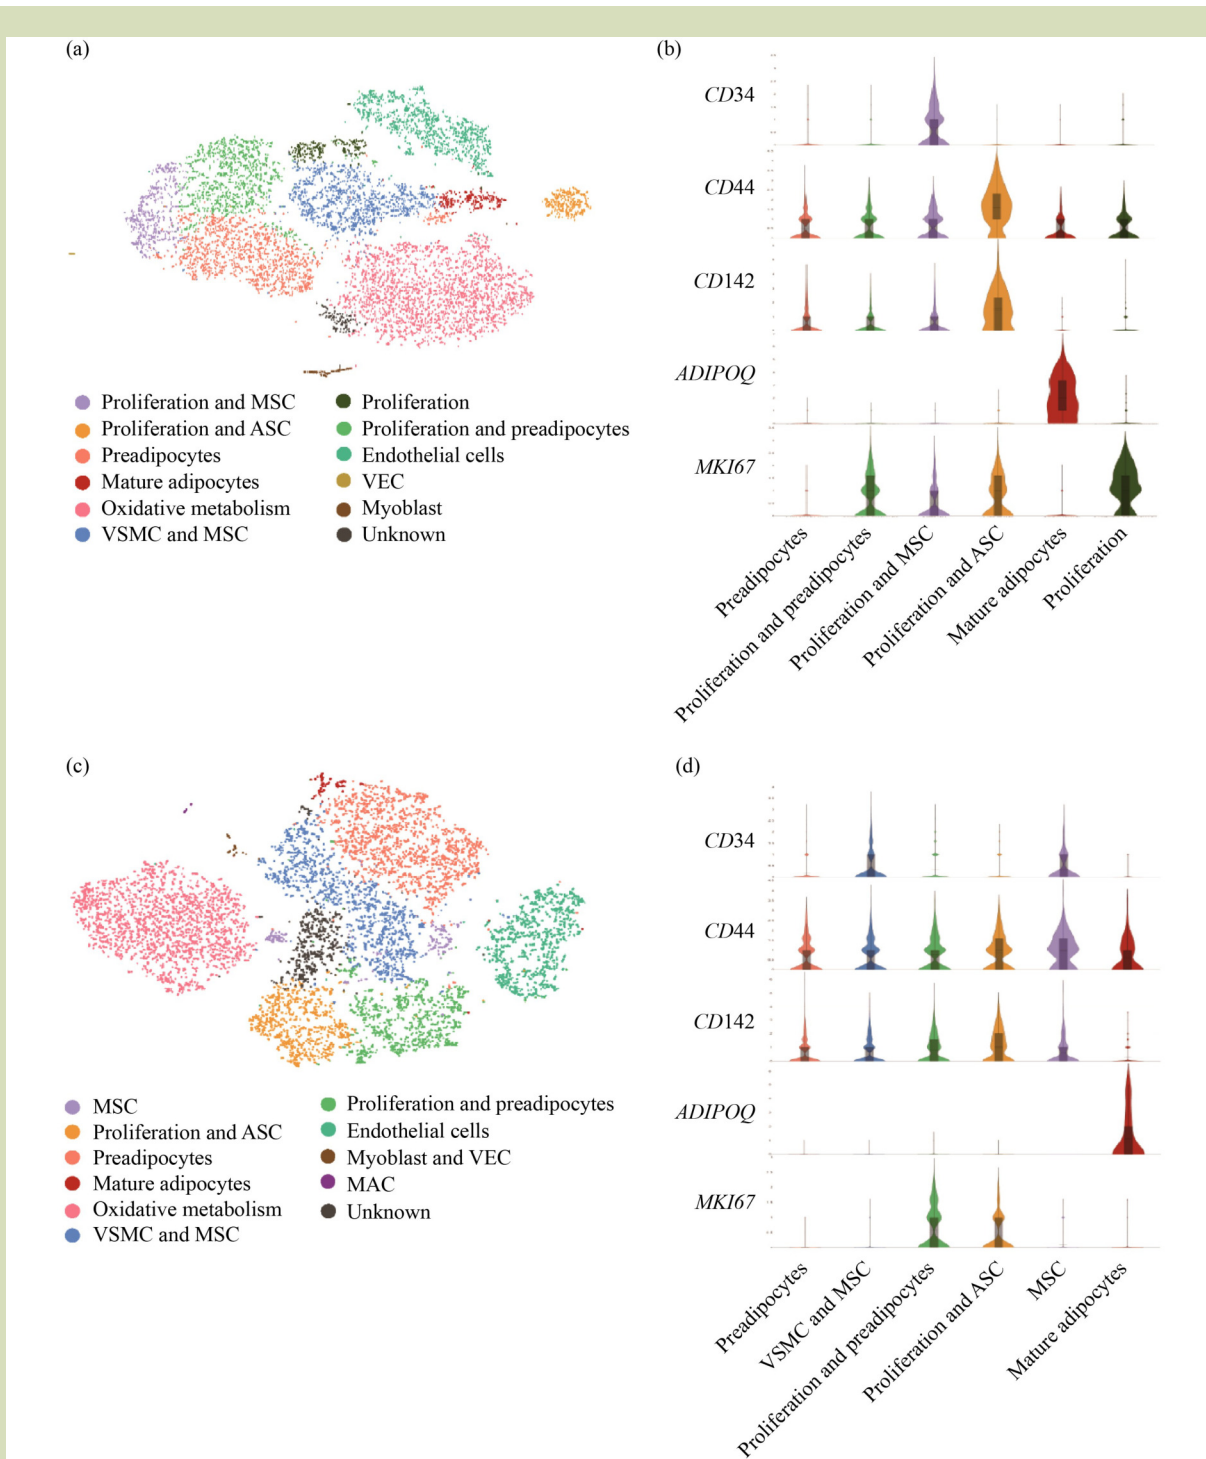 (a)
Proliferation and MSC
Proliferation and ASC
Preadipocytes
Mature adipocytes
Oxidative metabolism
VSMC and MSC
Proliferation
Proliferation and preadipocytes
Endothelial cells
VEC
Myoblast
Unknown
(b)
CD34
CD44
CD142
ADIPOQ
MKI67
Preadipocytes
Proliferation and preadipocytes
Proliferation and MSC
Proliferation and ASC
Mature adipocytes
Proliferation
(c)
MSC
Proliferation and ASC
Preadipocytes
Mature adipocytes
Oxidative metabolism
VSMC and MSC
Proliferation and preadipocytes
Endothelial cells
Myoblast and VEC
MAC
Unknown
(d)
CD34
CD44
CD142
ADIPOQ
MKI67
Preadipocytes
VSMC and MSC
Proliferation and preadipocytes
Proliferation and ASC
MSC
Mature adipocytes